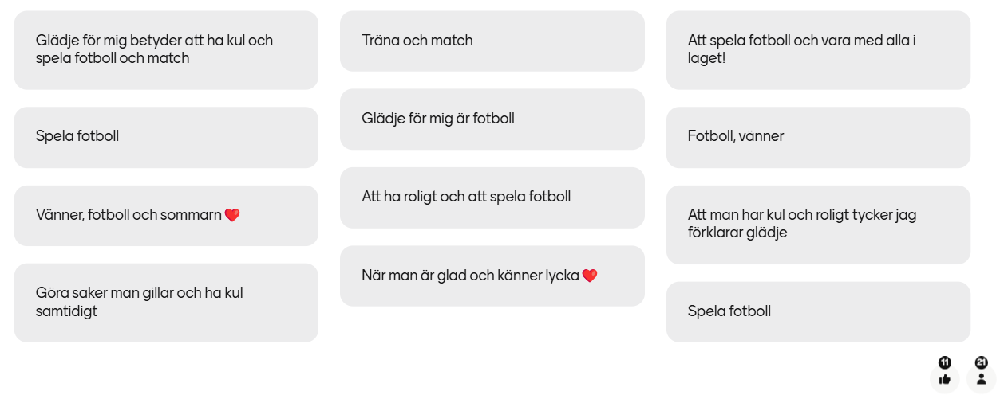 Glädje för mig betyder att ha kul och
spela fotboll och match
Spela fotboll
Vänner, fotboll och sommarn ❤️
Göra saker man gillar och ha kul
samtidigt
Träna och match
Glädje för mig är fotboll
Att ha roligt och att spela fotboll
När man är glad och känner lycka ❤️
Att spela fotboll och vara med alla i
laget!
Fotboll, vänner
Att man har kul och roligt tycker jag
förklarar glädje
Spela fotboll
11 21